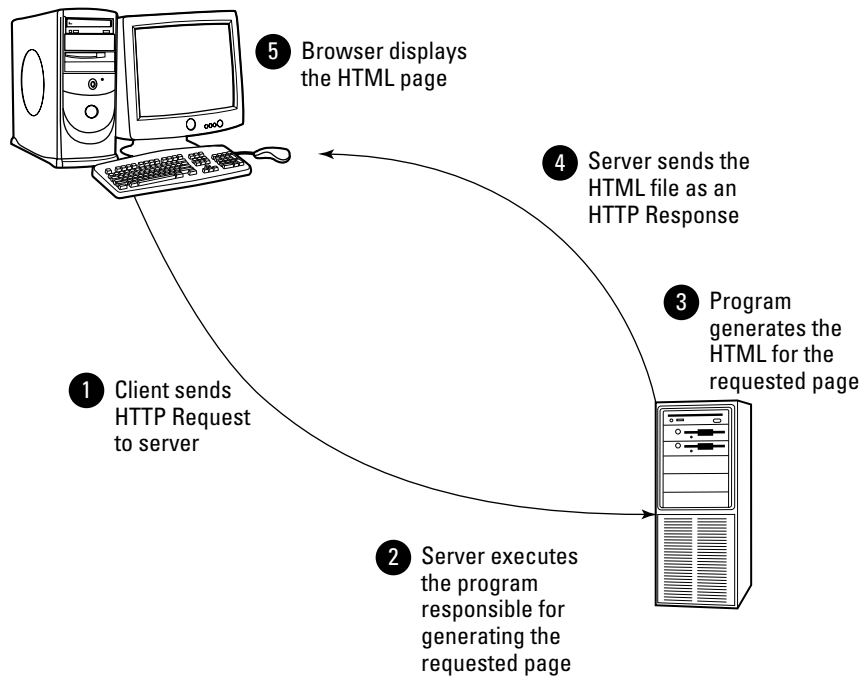 1 Client sends
HTTP Request
to server
2 Server executes
the program
responsible for
generating the
requested page
3 Program
generates the
HTML for the
requested page
4 Server sends the
HTML file as an
HTTP Response
5 Browser displays
the HTML page